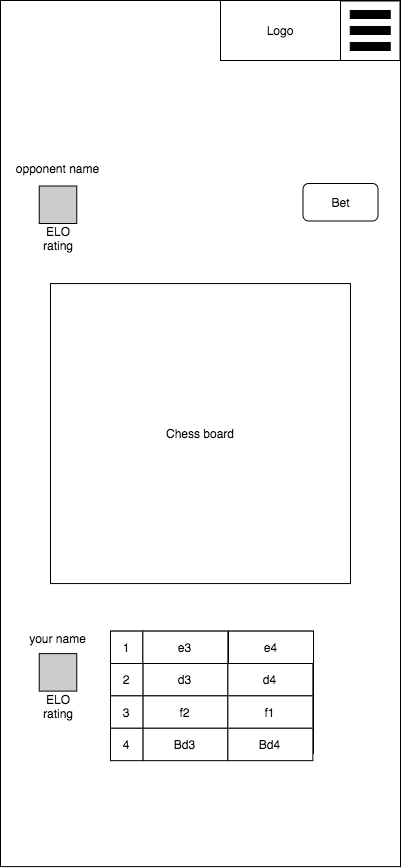 Logo
opponent name
ELO
rating
Bet
Chess board
your name
ELO
rating
1 e3 e4
2 d3 d4
3 f2 f1
4 Bd3 Bd4